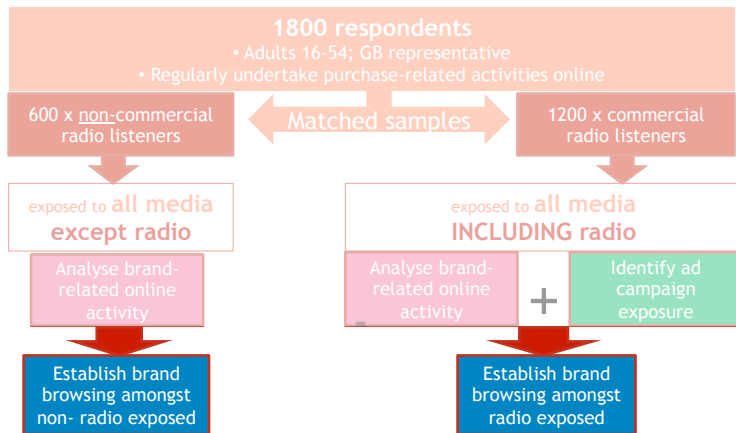 1800 respondents
• Adults 16-54; GB representative
• Regularly undertake purchase-related activities online
600 x non-commercial
radio listeners
Matched samples
1200 x commercial
radio listeners
exposed to all media
except radio
exposed to all media
INCLUDING radio
Analyse brand-
related online
activity
Analyse brand-
related online
activity
+
Identify ad
campaign
exposure
Establish brand
browsing amongst
non- radio exposed
Establish brand
browsing amongst
radio exposed